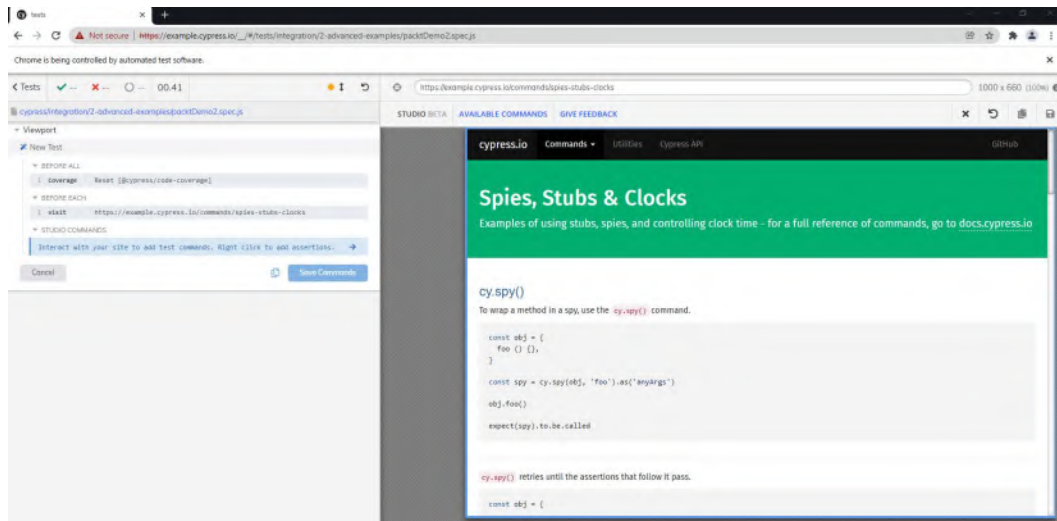 tests
Not secure | https://example.cypress.io/__/#/tests/integration/2-advanced-examples/packtDemo2.spec.js
Chrome is being controlled by automated test software.
< Tests -- -- -- 00.41
https://example.cypress.io/commands/spies-stubs-clocks 1000 x 660 (100%)
cypress/integration/2-advanced-examples/packtDemo2.spec.js
STUDIO BETA AVAILABLE COMMANDS GIVE FEEDBACK
Viewport
New Test
BEFORE ALL
1 coverage Reset [@cypress/code-coverage]
BEFORE EACH
1 visit https://example.cypress.io/commands/spies-stubs-clocks
STUDIO COMMANDS
Interact with your site to add test commands. Right click to add assertions.
Cancel Save Commands
cypress.io Commands Utilities Cypress API GitHub
Spies, Stubs & Clocks
Examples of using stubs, spies, and controlling clock time - for a full reference of commands, go to docs.cypress.io
cy.spy()
To wrap a method in a spy, use the cy.spy() command.
const obj = {
foo () {},
}
const spy = cy.spy(obj, 'foo').as('anyArgs')
obj.foo()
expect(spy).to.be.called
cy.spy() retries until the assertions that follow it pass.
const obj = {